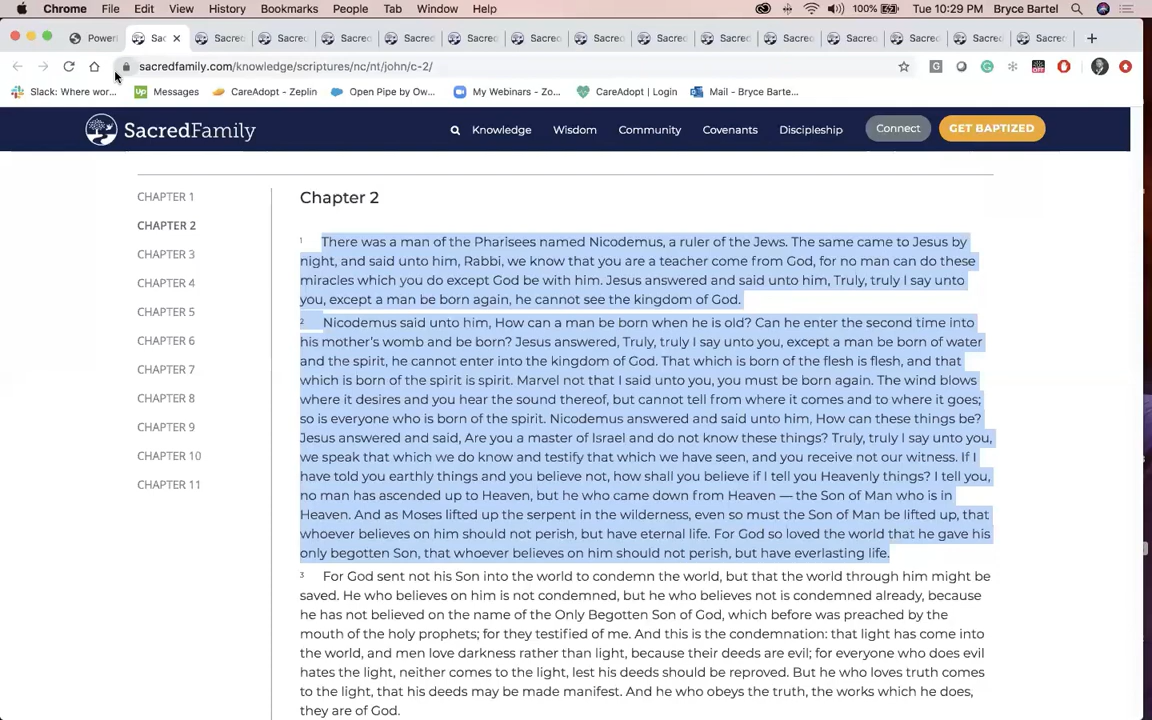 Chrome File Edit View History Bookmarks People Tab Window Help 100% Tue 10:29 PM Bryce Bartel
Power Sac Sacred Sacred Sacred Sacred Sacred Sacred Sacred Sacred Sacred Sacred Sacred Sacred Sacred
sacredfamily.com/knowledge/scriptures/nc/nt/john/c-2/
Slack: Where wor... Messages CareAdopt – Zeplin Open Pipe by Ow... My Webinars - Zo... CareAdopt | Login Mail - Bryce Barte...
SacredFamily Knowledge Wisdom Community Covenants Discipleship Connect GET BAPTIZED
CHAPTER 1
CHAPTER 2
CHAPTER 3
CHAPTER 4
CHAPTER 5
CHAPTER 6
CHAPTER 7
CHAPTER 8
CHAPTER 9
CHAPTER 10
CHAPTER 11
Chapter 2
1 There was a man of the Pharisees named Nicodemus, a ruler of the Jews. The same came to Jesus by
night, and said unto him, Rabbi, we know that you are a teacher come from God, for no man can do these
miracles which you do except God be with him. Jesus answered and said unto him, Truly, truly I say unto
you, except a man be born again, he cannot see the kingdom of God.
2 Nicodemus said unto him, How can a man be born when he is old? Can he enter the second time into
his mother's womb and be born? Jesus answered, Truly, truly I say unto you, except a man be born of water
and the spirit, he cannot enter into the kingdom of God. That which is born of the flesh is flesh, and that
which is born of the spirit is spirit. Marvel not that I said unto you, you must be born again. The wind blows
where it desires and you hear the sound thereof, but cannot tell from where it comes and to where it goes;
so is everyone who is born of the spirit. Nicodemus answered and said unto him, How can these things be?
Jesus answered and said, Are you a master of Israel and do not know these things? Truly, truly I say unto you,
we speak that which we do know and testify that which we have seen, and you receive not our witness. If I
have told you earthly things and you believe not, how shall you believe if I tell you Heavenly things? I tell you,
no man has ascended up to Heaven, but he who came down from Heaven — the Son of Man who is in
Heaven. And as Moses lifted up the serpent in the wilderness, even so must the Son of Man be lifted up, that
whoever believes on him should not perish, but have eternal life. For God so loved the world that he gave his
only begotten Son, that whoever believes on him should not perish, but have everlasting life.
3 For God sent not his Son into the world to condemn the world, but that the world through him might be
saved. He who believes on him is not condemned, but he who believes not is condemned already, because
he has not believed on the name of the Only Begotten Son of God, which before was preached by the
mouth of the holy prophets; for they testified of me. And this is the condemnation: that light has come into
the world, and men love darkness rather than light, because their deeds are evil; for everyone who does evil
hates the light, neither comes to the light, lest his deeds should be reproved. But he who loves truth comes
to the light, that his deeds may be made manifest. And he who obeys the truth, the works which he does,
they are of God.